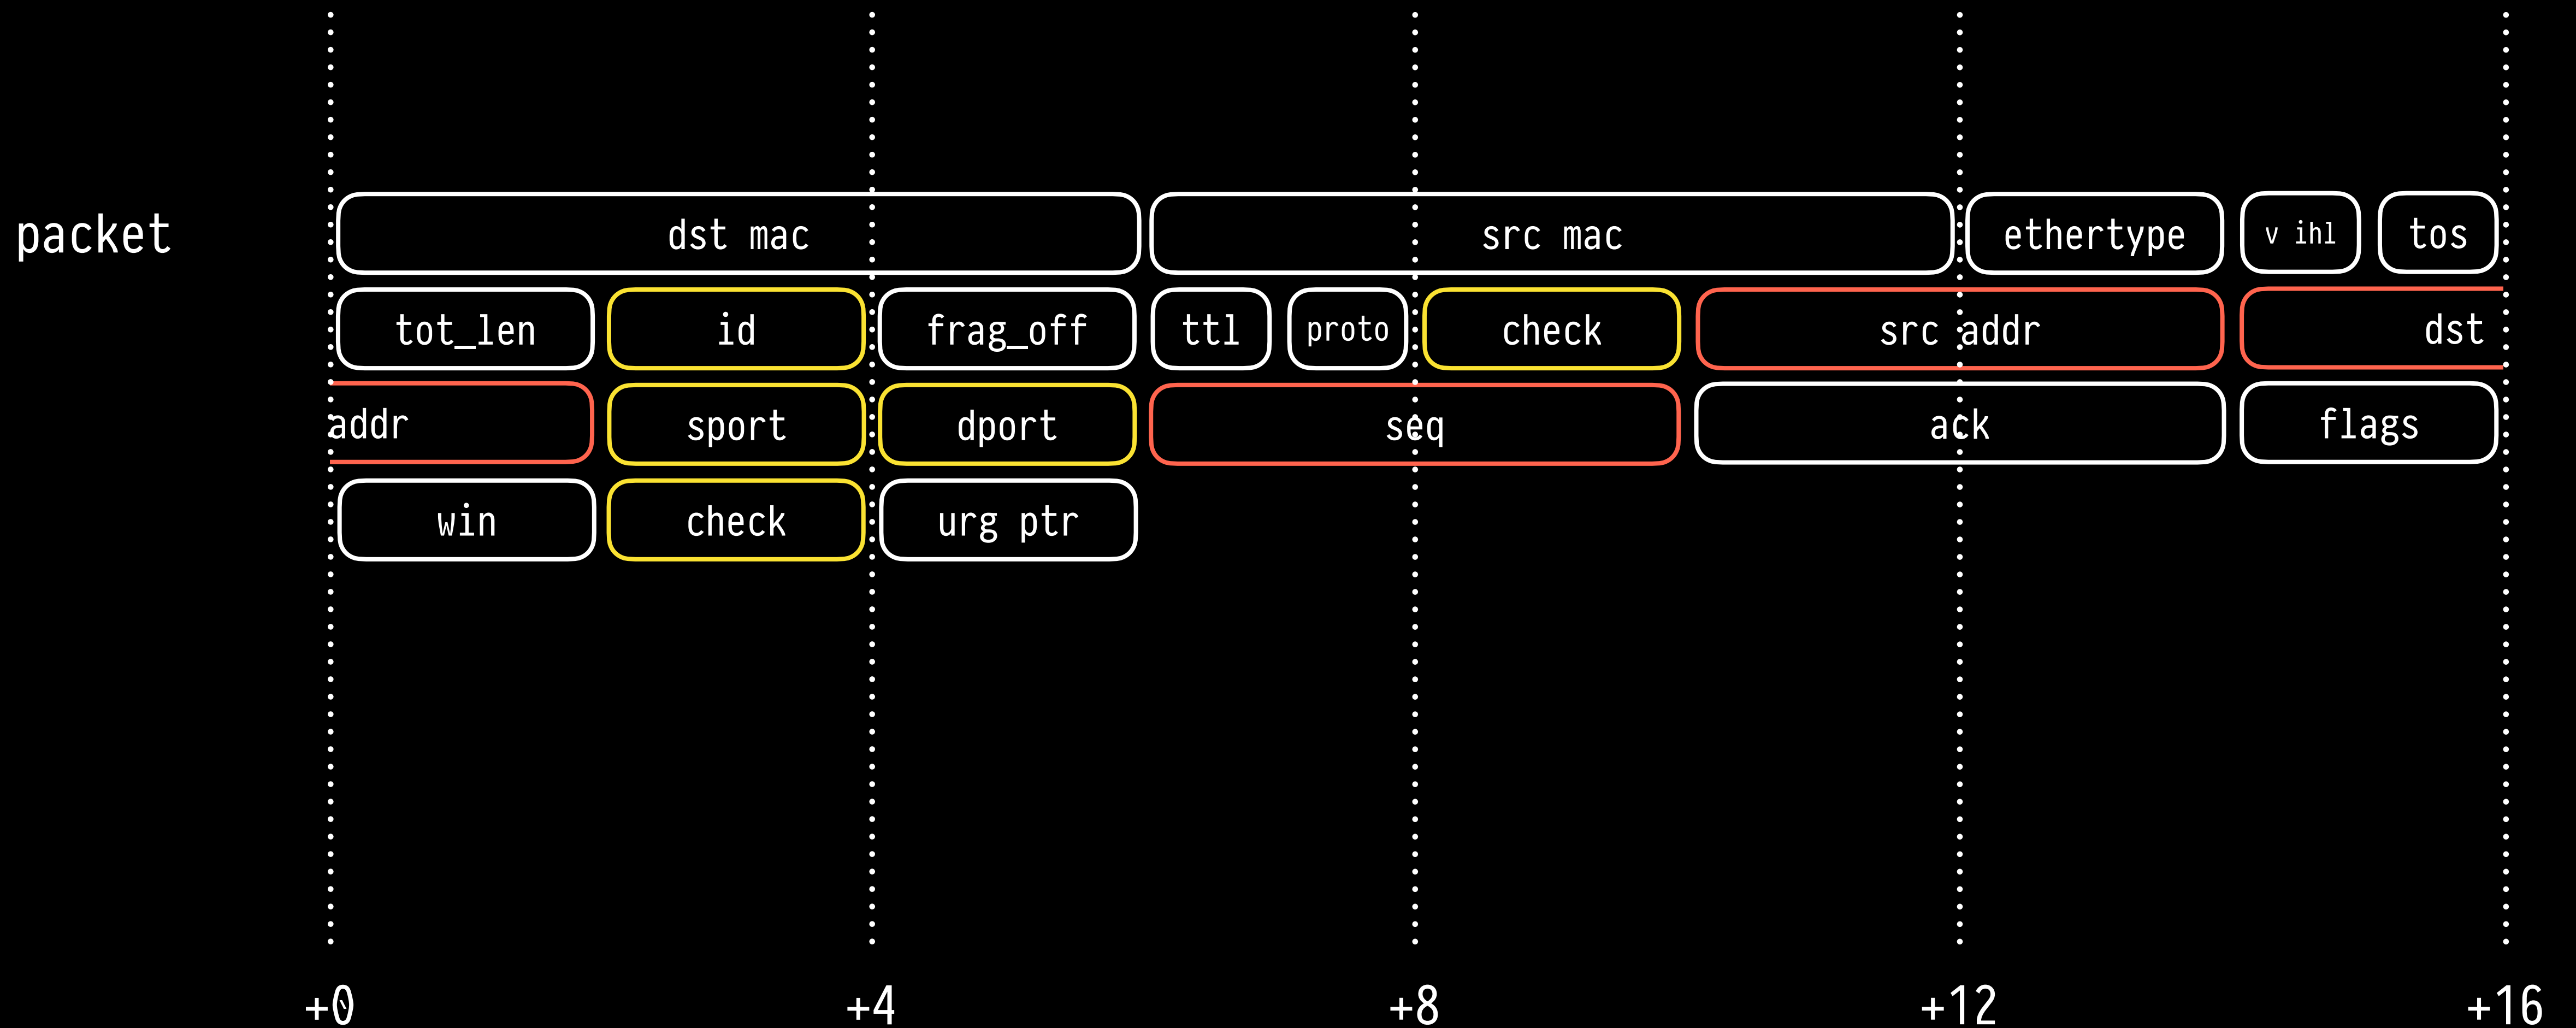 packet dst mac src mac ethertype v ihl tos
tot_len id frag_off ttl proto check src addr dst
addr sport dport seq ack flags
win check urg ptr
+0 +4 +8 +12 +16